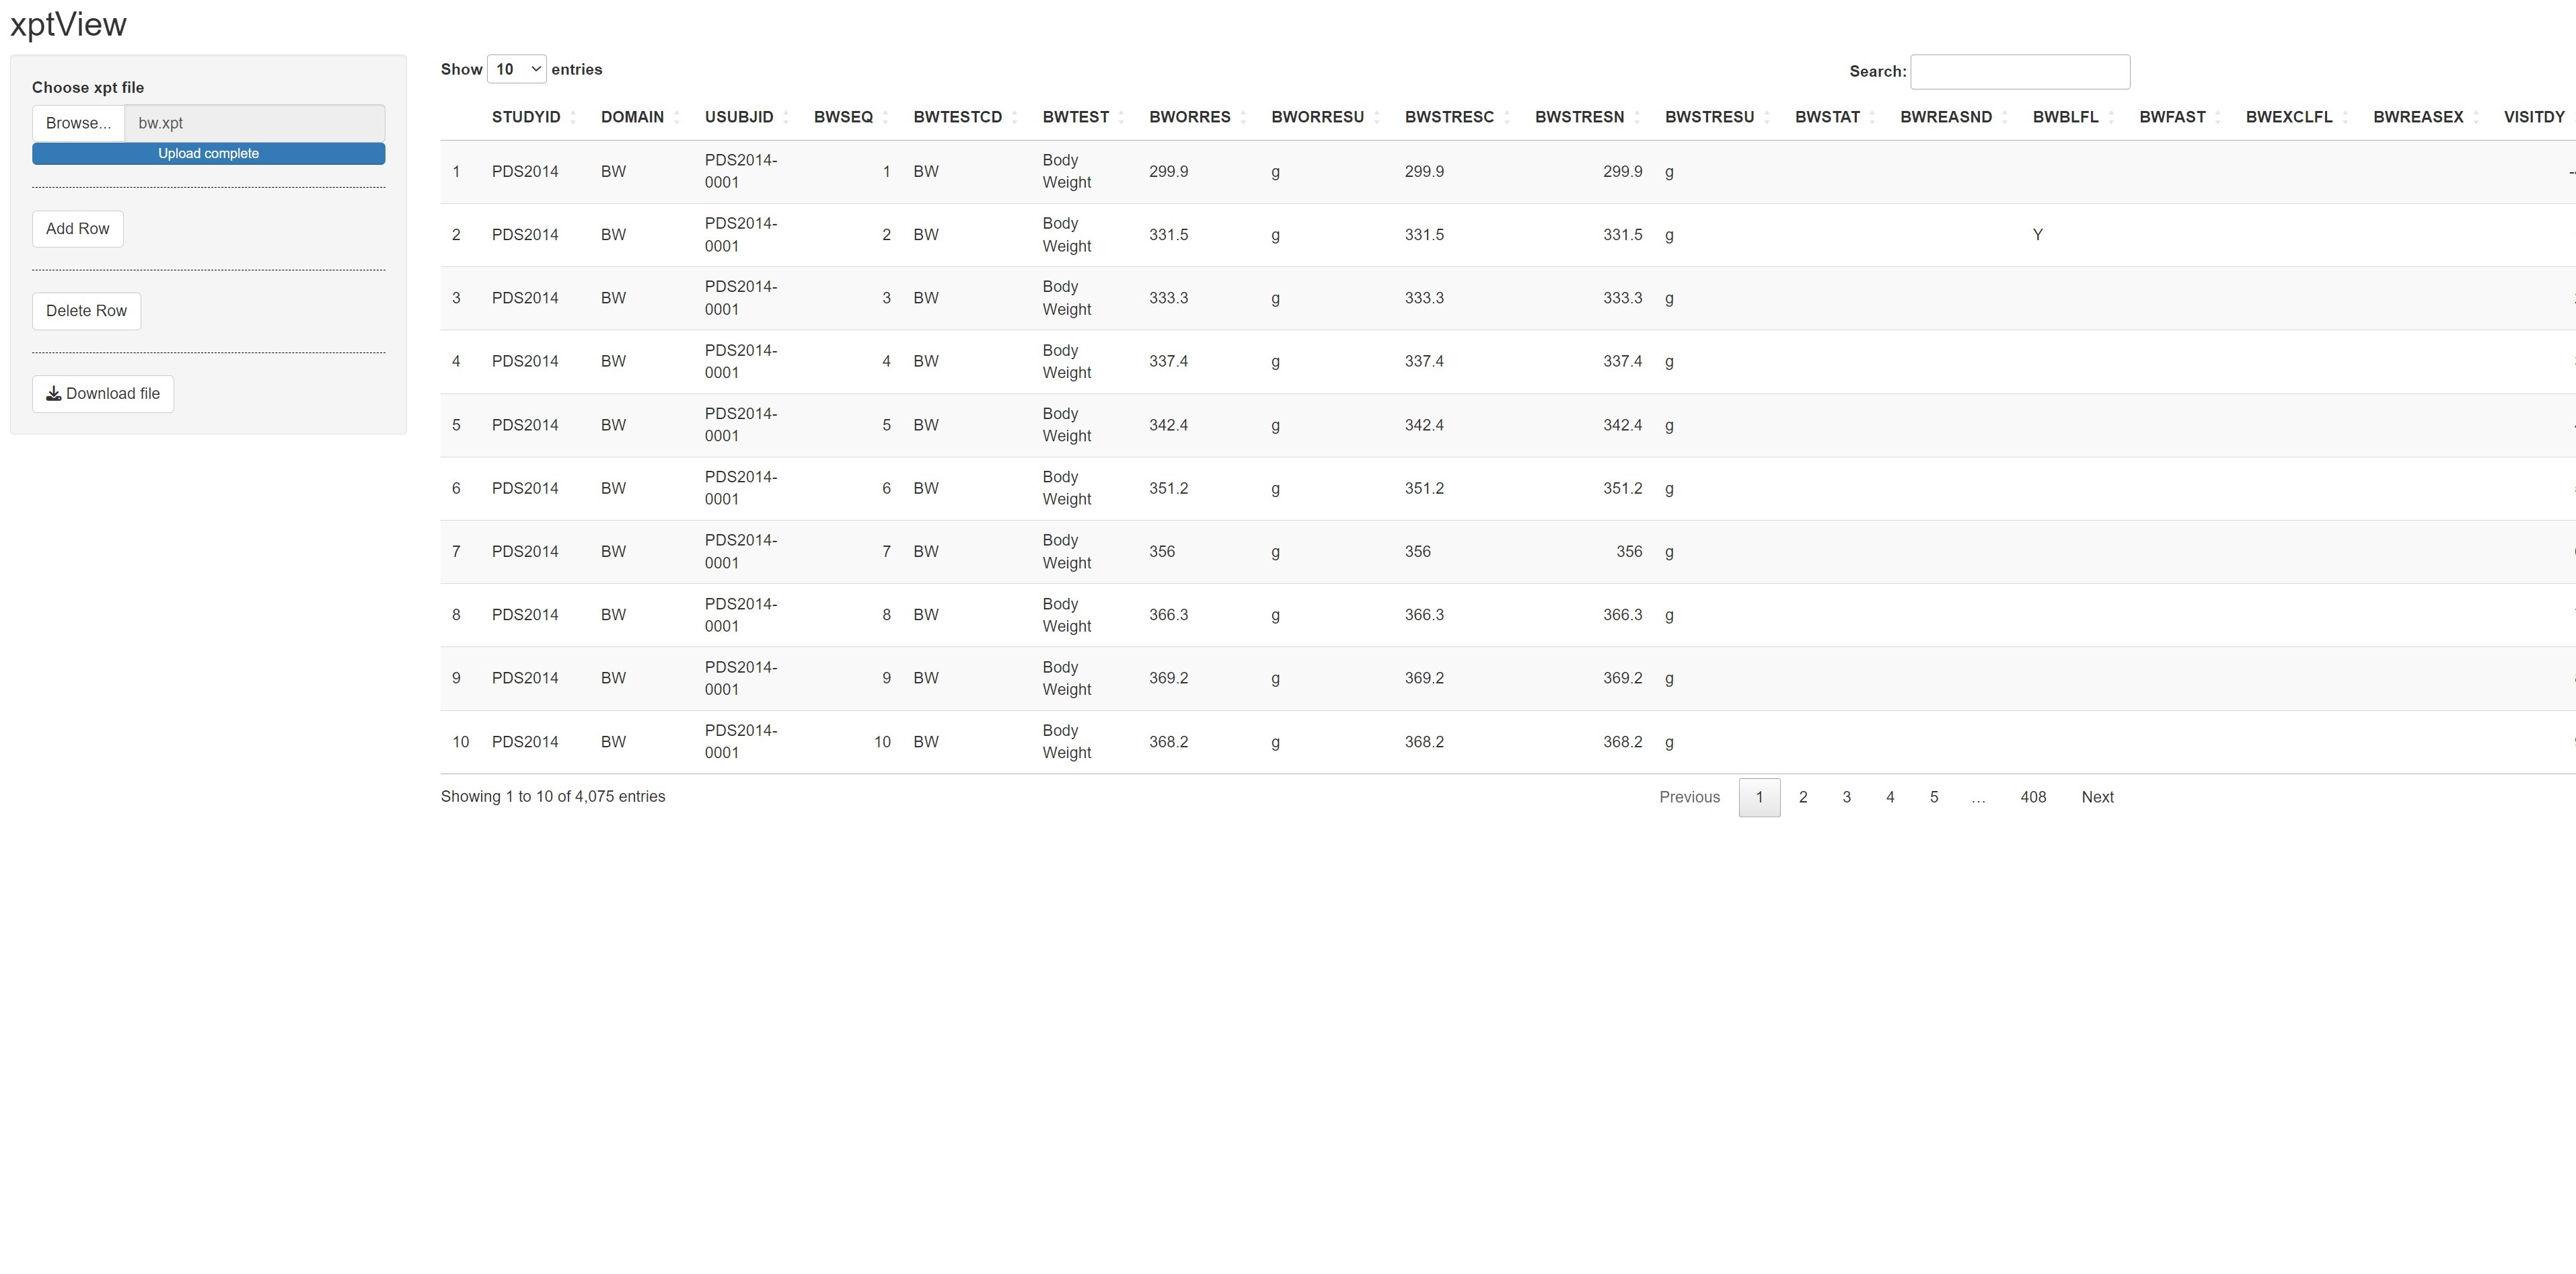 xptView
Choose xpt file
Browse... bw.xpt
Upload complete
Add Row
Delete Row
Download file
Show 10 entries
Search:
STUDYID DOMAIN USUBJID BWSEQ BWTESTCD BWTEST BWORRES BWORRESU BWSTRESC BWSTRESN BWSTRESU BWSTAT BWREASND BWBLFL BWFAST BWEXCLFL BWREASEX VISITDY
1 PDS2014 BW PDS2014-0001 1 BW Body Weight 299.9 g 299.9 299.9 g
2 PDS2014 BW PDS2014-0001 2 BW Body Weight 331.5 g 331.5 331.5 g Y
3 PDS2014 BW PDS2014-0001 3 BW Body Weight 333.3 g 333.3 333.3 g
4 PDS2014 BW PDS2014-0001 4 BW Body Weight 337.4 g 337.4 337.4 g
5 PDS2014 BW PDS2014-0001 5 BW Body Weight 342.4 g 342.4 342.4 g
6 PDS2014 BW PDS2014-0001 6 BW Body Weight 351.2 g 351.2 351.2 g
7 PDS2014 BW PDS2014-0001 7 BW Body Weight 356 g 356 356 g
8 PDS2014 BW PDS2014-0001 8 BW Body Weight 366.3 g 366.3 366.3 g
9 PDS2014 BW PDS2014-0001 9 BW Body Weight 369.2 g 369.2 369.2 g
10 PDS2014 BW PDS2014-0001 10 BW Body Weight 368.2 g 368.2 368.2 g
Showing 1 to 10 of 4,075 entries
Previous 1 2 3 4 5 … 408 Next